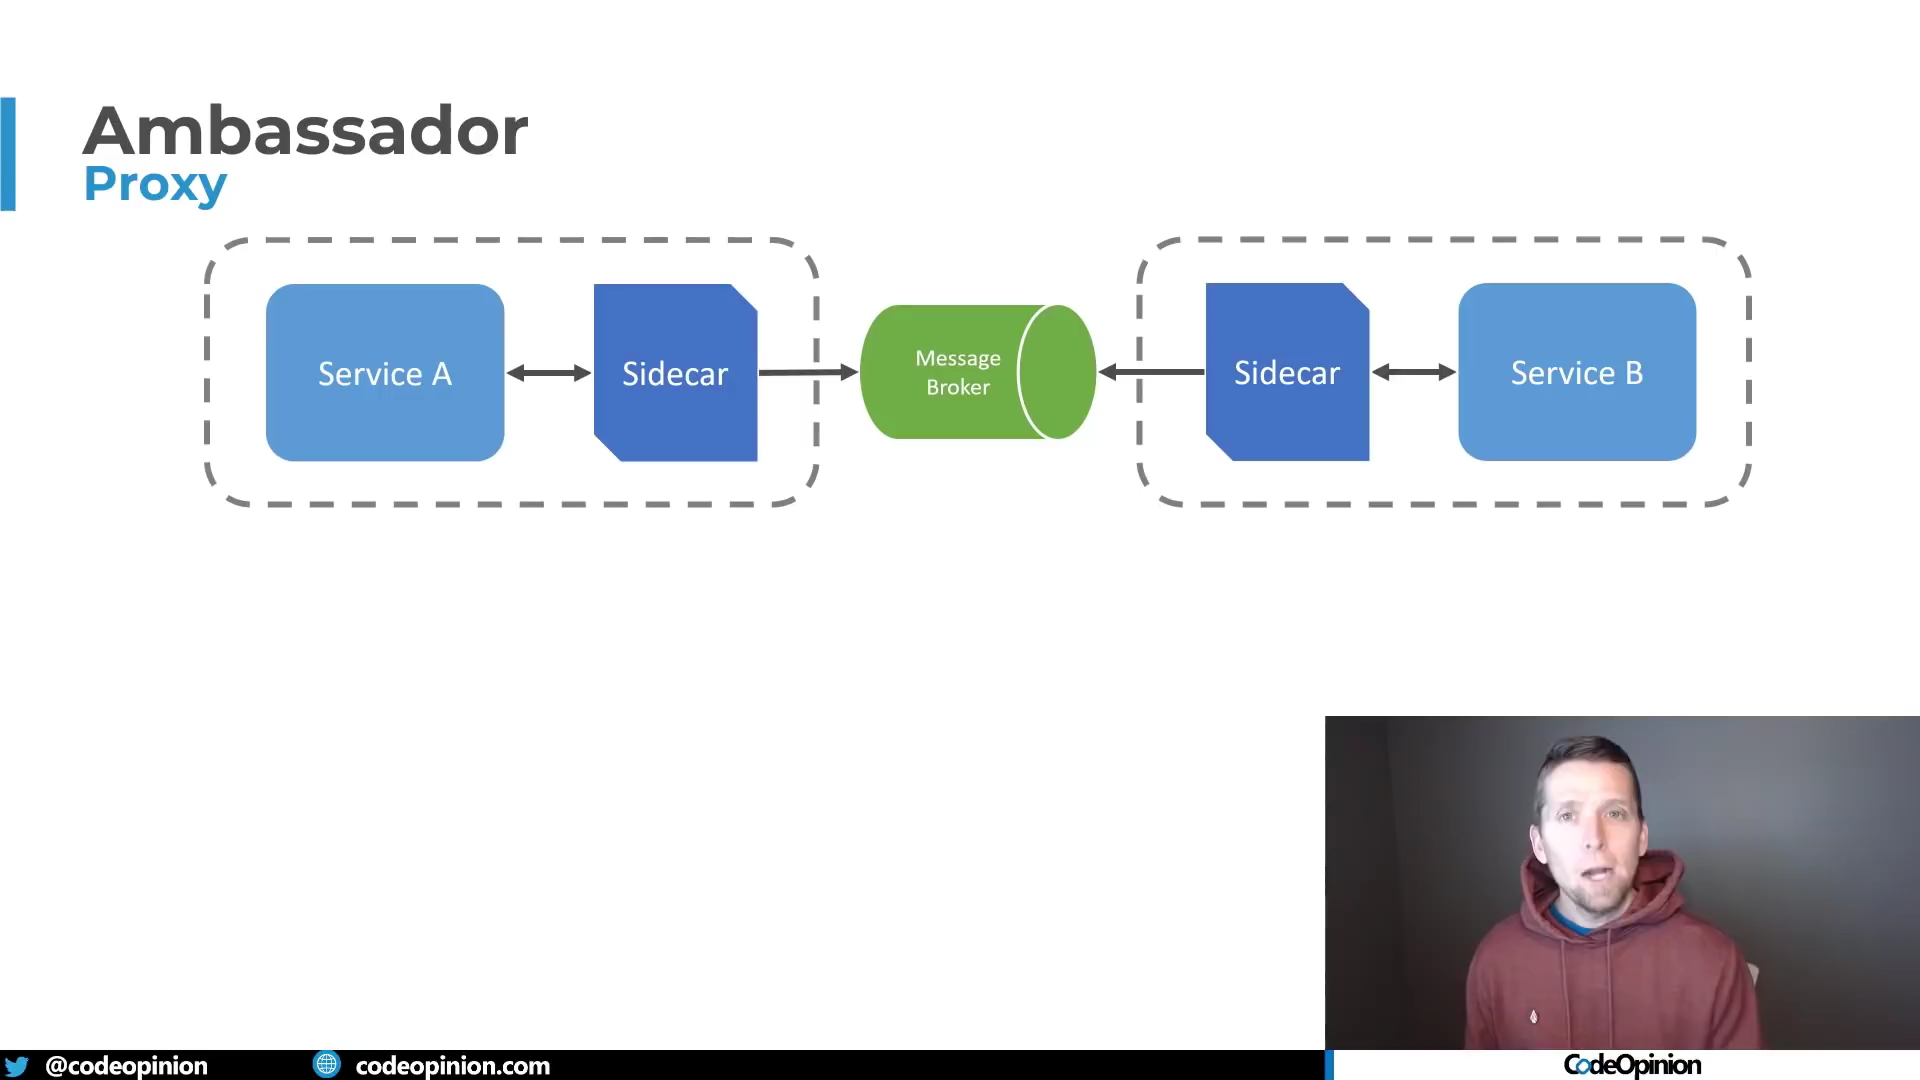 Ambassador
Proxy
Service A
Sidecar
Message
Broker
Sidecar
Service B
@codeopinion
codeopinion.com
CodeOpinion